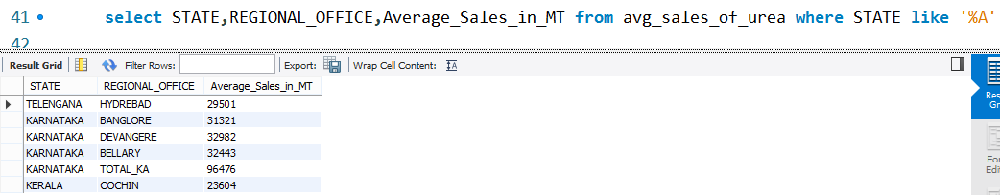 41 select STATE,REGIONAL_OFFICE,Average_Sales_in_MT from avg_sales_of_urea where STATE like '%A'
42
Result Grid Filter Rows: Export: Wrap Cell Content: IA
STATE REGIONAL_OFFICE Average_Sales_in_MT
TELENGANA HYDREBAD 29501
KARNATAKA BANGLORE 31321
KARNATAKA DEVANGERE 32982
KARNATAKA BELLARY 32443
KARNATAKA TOTAL_KA 96476
KERALA COCHIN 23604
Res
Gr
For
Edi